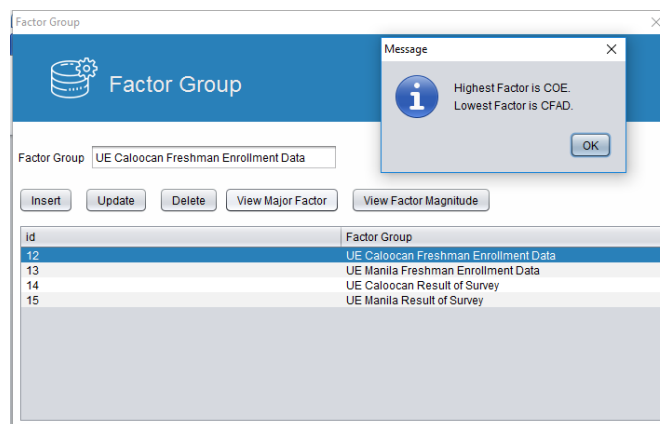 Factor Group
Factor Group
Message
Highest Factor is COE.
Lowest Factor is CFAD.
OK
Factor Group UE Caloocan Freshman Enrollment Data
Insert Update Delete View Major Factor View Factor Magnitude
id Factor Group
12 UE Caloocan Freshman Enrollment Data
13 UE Manila Freshman Enrollment Data
14 UE Caloocan Result of Survey
15 UE Manila Result of Survey